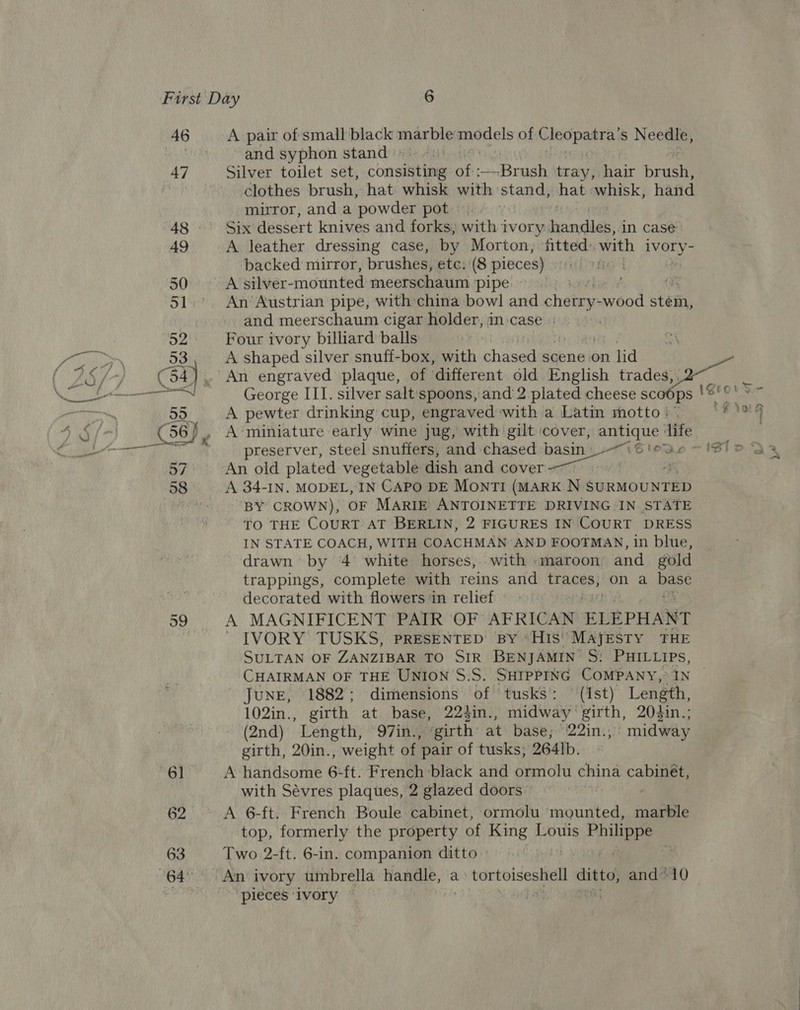 First Day 6
46 A pair of small black marble models of Cleopatra's Needle,
and syphon stand
47 Silver toilet set, consisting of :—Brush tray, hair brush,
clothes brush, hat whisk with stand, hat whisk, hand
mirror, and a powder pot
48 Six dessert knives and forks, with ivory handles, in case
49 A leather dressing case, by Morton, fitted with ivory-
backed mirror, brushes, etc. (8 pieces)
50 A silver-mounted meerschaum pipe
51 An Austrian pipe, with china bowl and cherry-wood stem,
and meerschaum cigar holder, in case
52 Four ivory billiard balls
53 A shaped silver snuff-box, with chased scene on lid
54 An engraved plaque, of different old English trades, 2
George III. silver salt spoons, and 2 plated cheese scoops
55 A pewter drinking cup, engraved with a Latin motto
56 A miniature early wine jug, with gilt cover, antique life
preserver, steel snuffers, and chased basin
57 An old plated vegetable dish and cover
58 A 34-IN. MODEL, IN CAPO DE MONTI (MARK N SURMOUNTED
BY CROWN), OF MARIE ANTOINETTE DRIVING IN STATE
TO THE COURT AT BERLIN, 2 FIGURES IN COURT DRESS
IN STATE COACH, WITH COACHMAN AND FOOTMAN, in blue,
drawn by 4 white horses, with maroon and gold
trappings, complete with reins and traces, on a base
decorated with flowers in relief
59 A MAGNIFICENT PAIR OF AFRICAN ELEPHANT
IVORY TUSKS, PRESENTED BY HIS MAJESTY THE
SULTAN OF ZANZIBAR TO SIR BENJAMIN S. PHILLIPS,
CHAIRMAN OF THE UNION S.S. SHIPPING COMPANY, IN
JUNE, 1882; dimensions of tusks: (1st) Length,
102in., girth at base, 22½in., midway girth, 20½in.;
(2nd) Length, 97in., girth at base, 22in., midway
girth, 20in., weight of pair of tusks, 264lb.
61 A handsome 6-ft. French black and ormolu china cabinet,
with Sèvres plaques, 2 glazed doors
62 A 6-ft. French Boule cabinet, ormolu mounted, marble
top, formerly the property of King Louis Philippe
63 Two 2-ft. 6-in. companion ditto
64 An ivory umbrella handle, a tortoiseshell ditto, and 10
pieces ivory